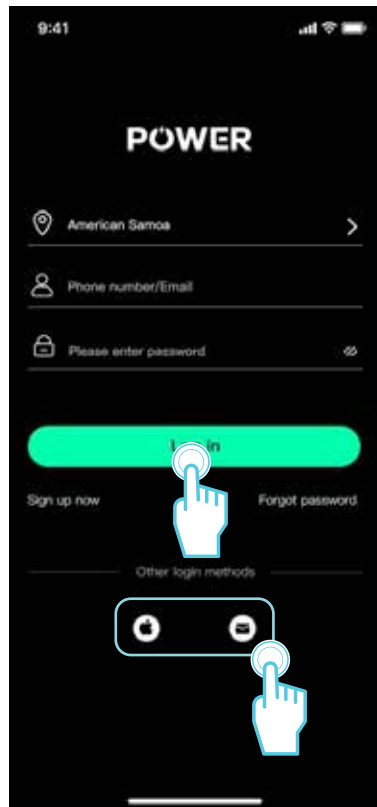 9:41
POWER
American Samoa
Phone number/Email
Please enter password
in
Sign up now
Forgot password
Other login methods